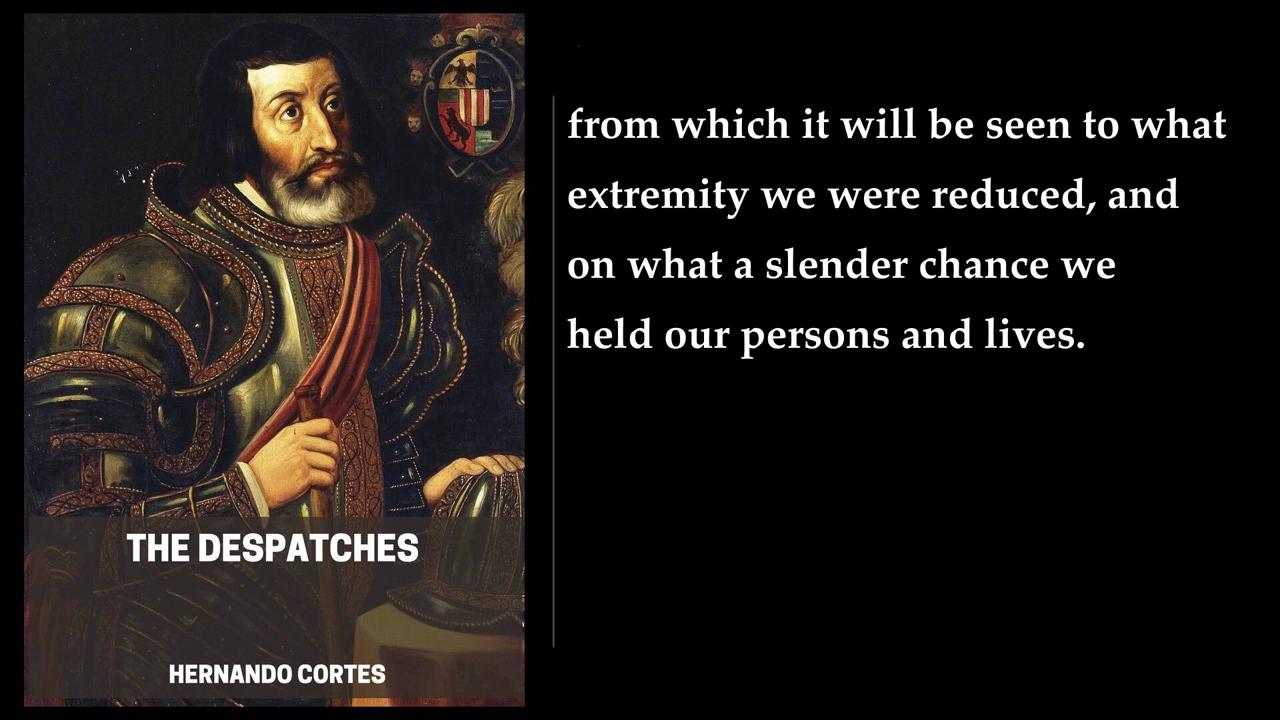 THE DESPATCHES
HERNANDO CORTES
from which it will be seen to what
extremity we were reduced, and
on what a slender chance we
held our persons and lives.